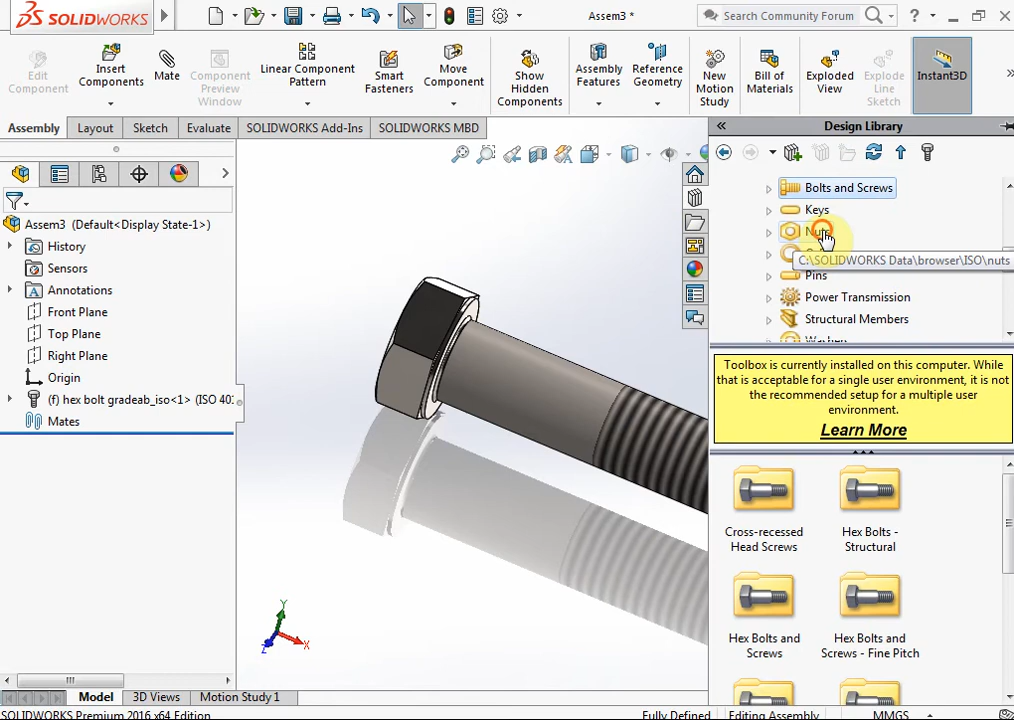 SOLIDWORKS
Assem3 *
Search Community Forum
Edit Component
Insert Components
Mate
Component Preview Window
Linear Component Pattern
Smart Fasteners
Move Component
Show Hidden Components
Assembly Features
Reference Geometry
New Motion Study
Bill of Materials
Exploded View
Explode Line Sketch
Instant3D
Assembly
Layout
Sketch
Evaluate
SOLIDWORKS Add-Ins
SOLIDWORKS MBD
Design Library
Assem3 (Default<Display State-1>)
History
Sensors
Annotations
Front Plane
Top Plane
Right Plane
Origin
(f) hex bolt gradeab_iso<1> (ISO 401
Mates
Bolts and Screws
Keys
Nuts
C:\SOLIDWORKS Data\browser\ISO\nuts
Pins
Power Transmission
Structural Members
Washers
Toolbox is currently installed on this computer. While
that is acceptable for a single user environment, it is not
the recommended setup for a multiple user
environment.
Learn More
Cross-recessed
Head Screws
Hex Bolts -
Structural
Hex Bolts and
Screws
Hex Bolts and
Screws - Fine Pitch
Y
X
Z
Model
3D Views
Motion Study 1
SOLIDWORKS Premium 2016 x64 Edition
Fully Defined
Editing Assembly
MMGS